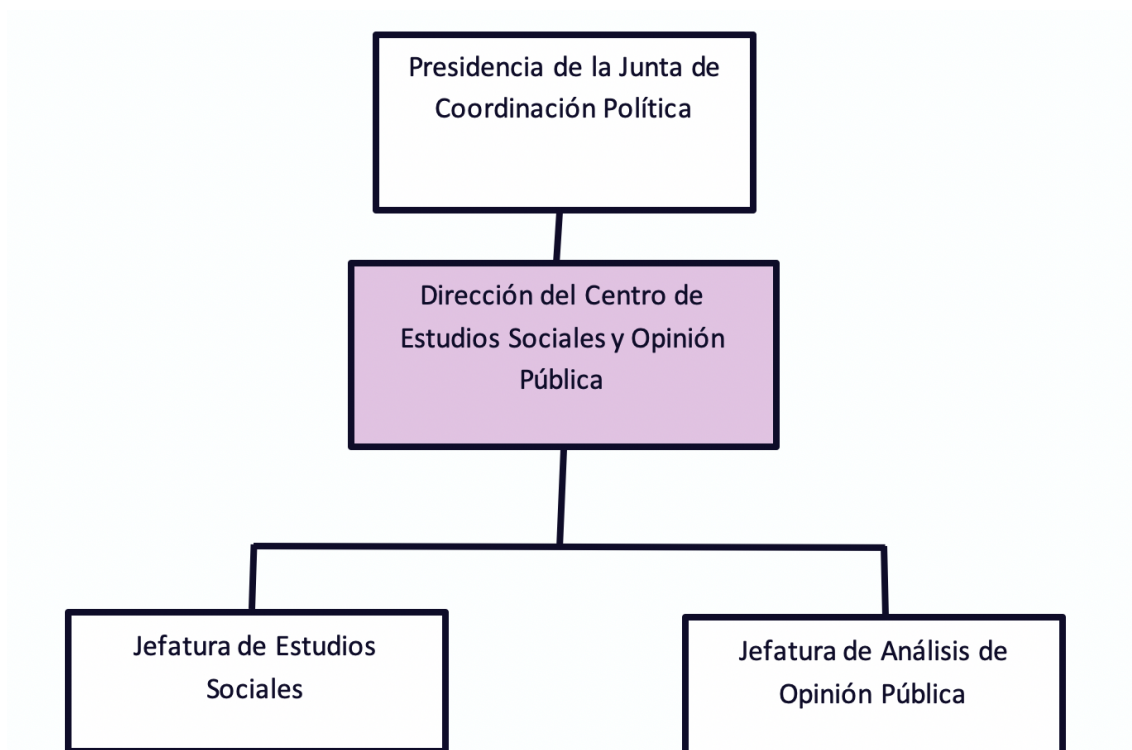 Presidencia de la Junta de
Coordinación Política
Dirección del Centro de
Estudios Sociales y Opinión
Pública
Jefatura de Estudios
Sociales
Jefatura de Análisis de
Opinión Pública